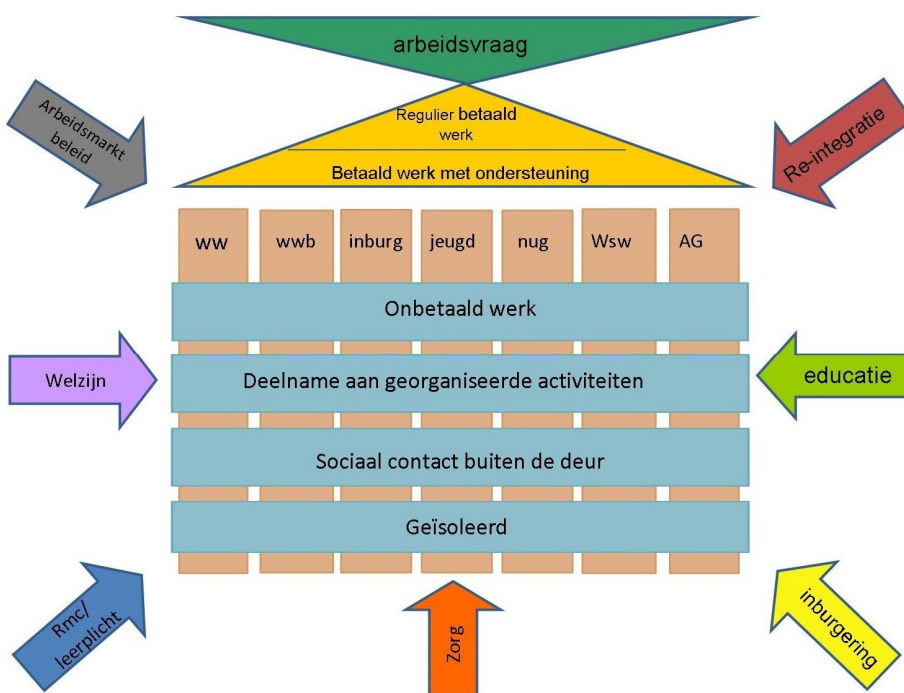 arbeidsvraag
Arbeidsmarkt
beleid
Regulier betaald
werk
Betaald werk met ondersteuning
Re-integratie
ww
wwb
inburg
jeugd
nug
Wsw
AG
Onbetaald werk
Welzijn
Deelname aan georganiseerde activiteiten
educatie
Sociaal contact buiten de deur
Geïsoleerd
Rmc/
leerplicht
Zorg
inburgering